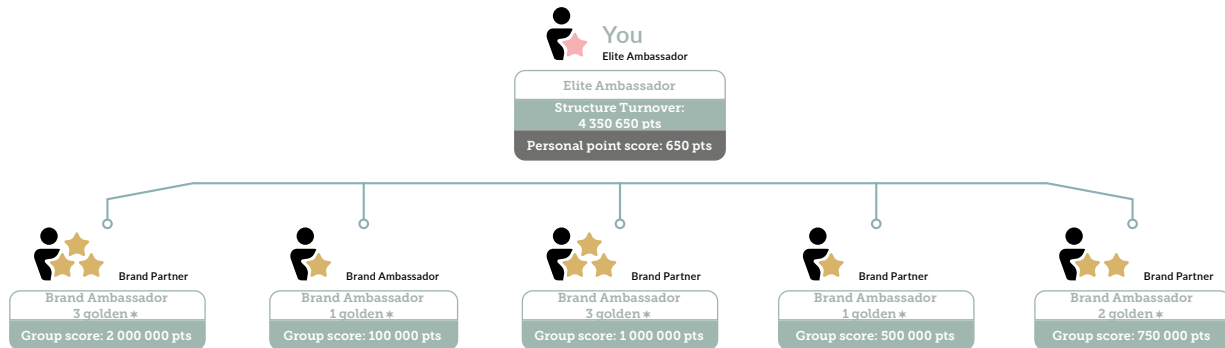 You
Elite Ambassador
Elite Ambassador
Structure Turnover:
4 350 650 pts
Personal point score: 650 pts
Brand Partner
Brand Ambassador
3 golden ✶
Group score: 2 000 000 pts
Brand Ambassador
Brand Ambassador
1 golden ✶
Group score: 100 000 pts
Brand Partner
Brand Ambassador
3 golden ✶
Group score: 1 000 000 pts
Brand Partner
Brand Ambassador
1 golden ✶
Group score: 500 000 pts
Brand Partner
Brand Ambassador
2 golden ✶
Group score: 750 000 pts